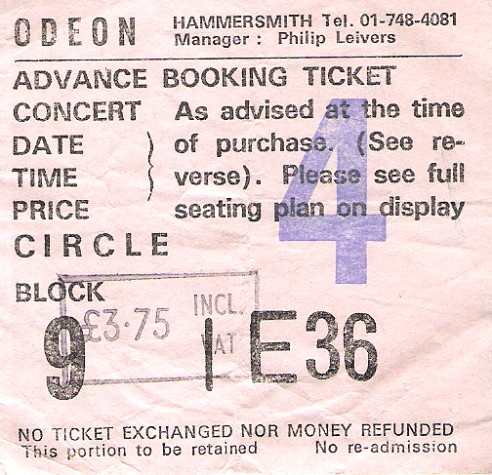 ODEON HAMMERSMITH Tel. 01-748-4081
Manager : Philip Leivers
ADVANCE BOOKING TICKET
CONCERT As advised at the time
DATE of purchase. (See re-
TIME verse). Please see full
PRICE seating plan on display
4
CIRCLE
BLOCK
£3·75 INCL.
VAT
9 | E36
NO TICKET EXCHANGED NOR MONEY REFUNDED
This portion to be retained No re-admission